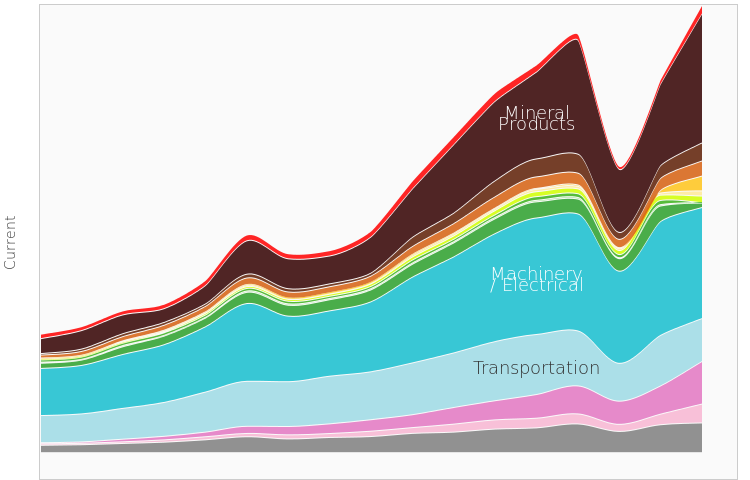 Current
Mineral
Products
Machinery
/ Electrical
Transportation